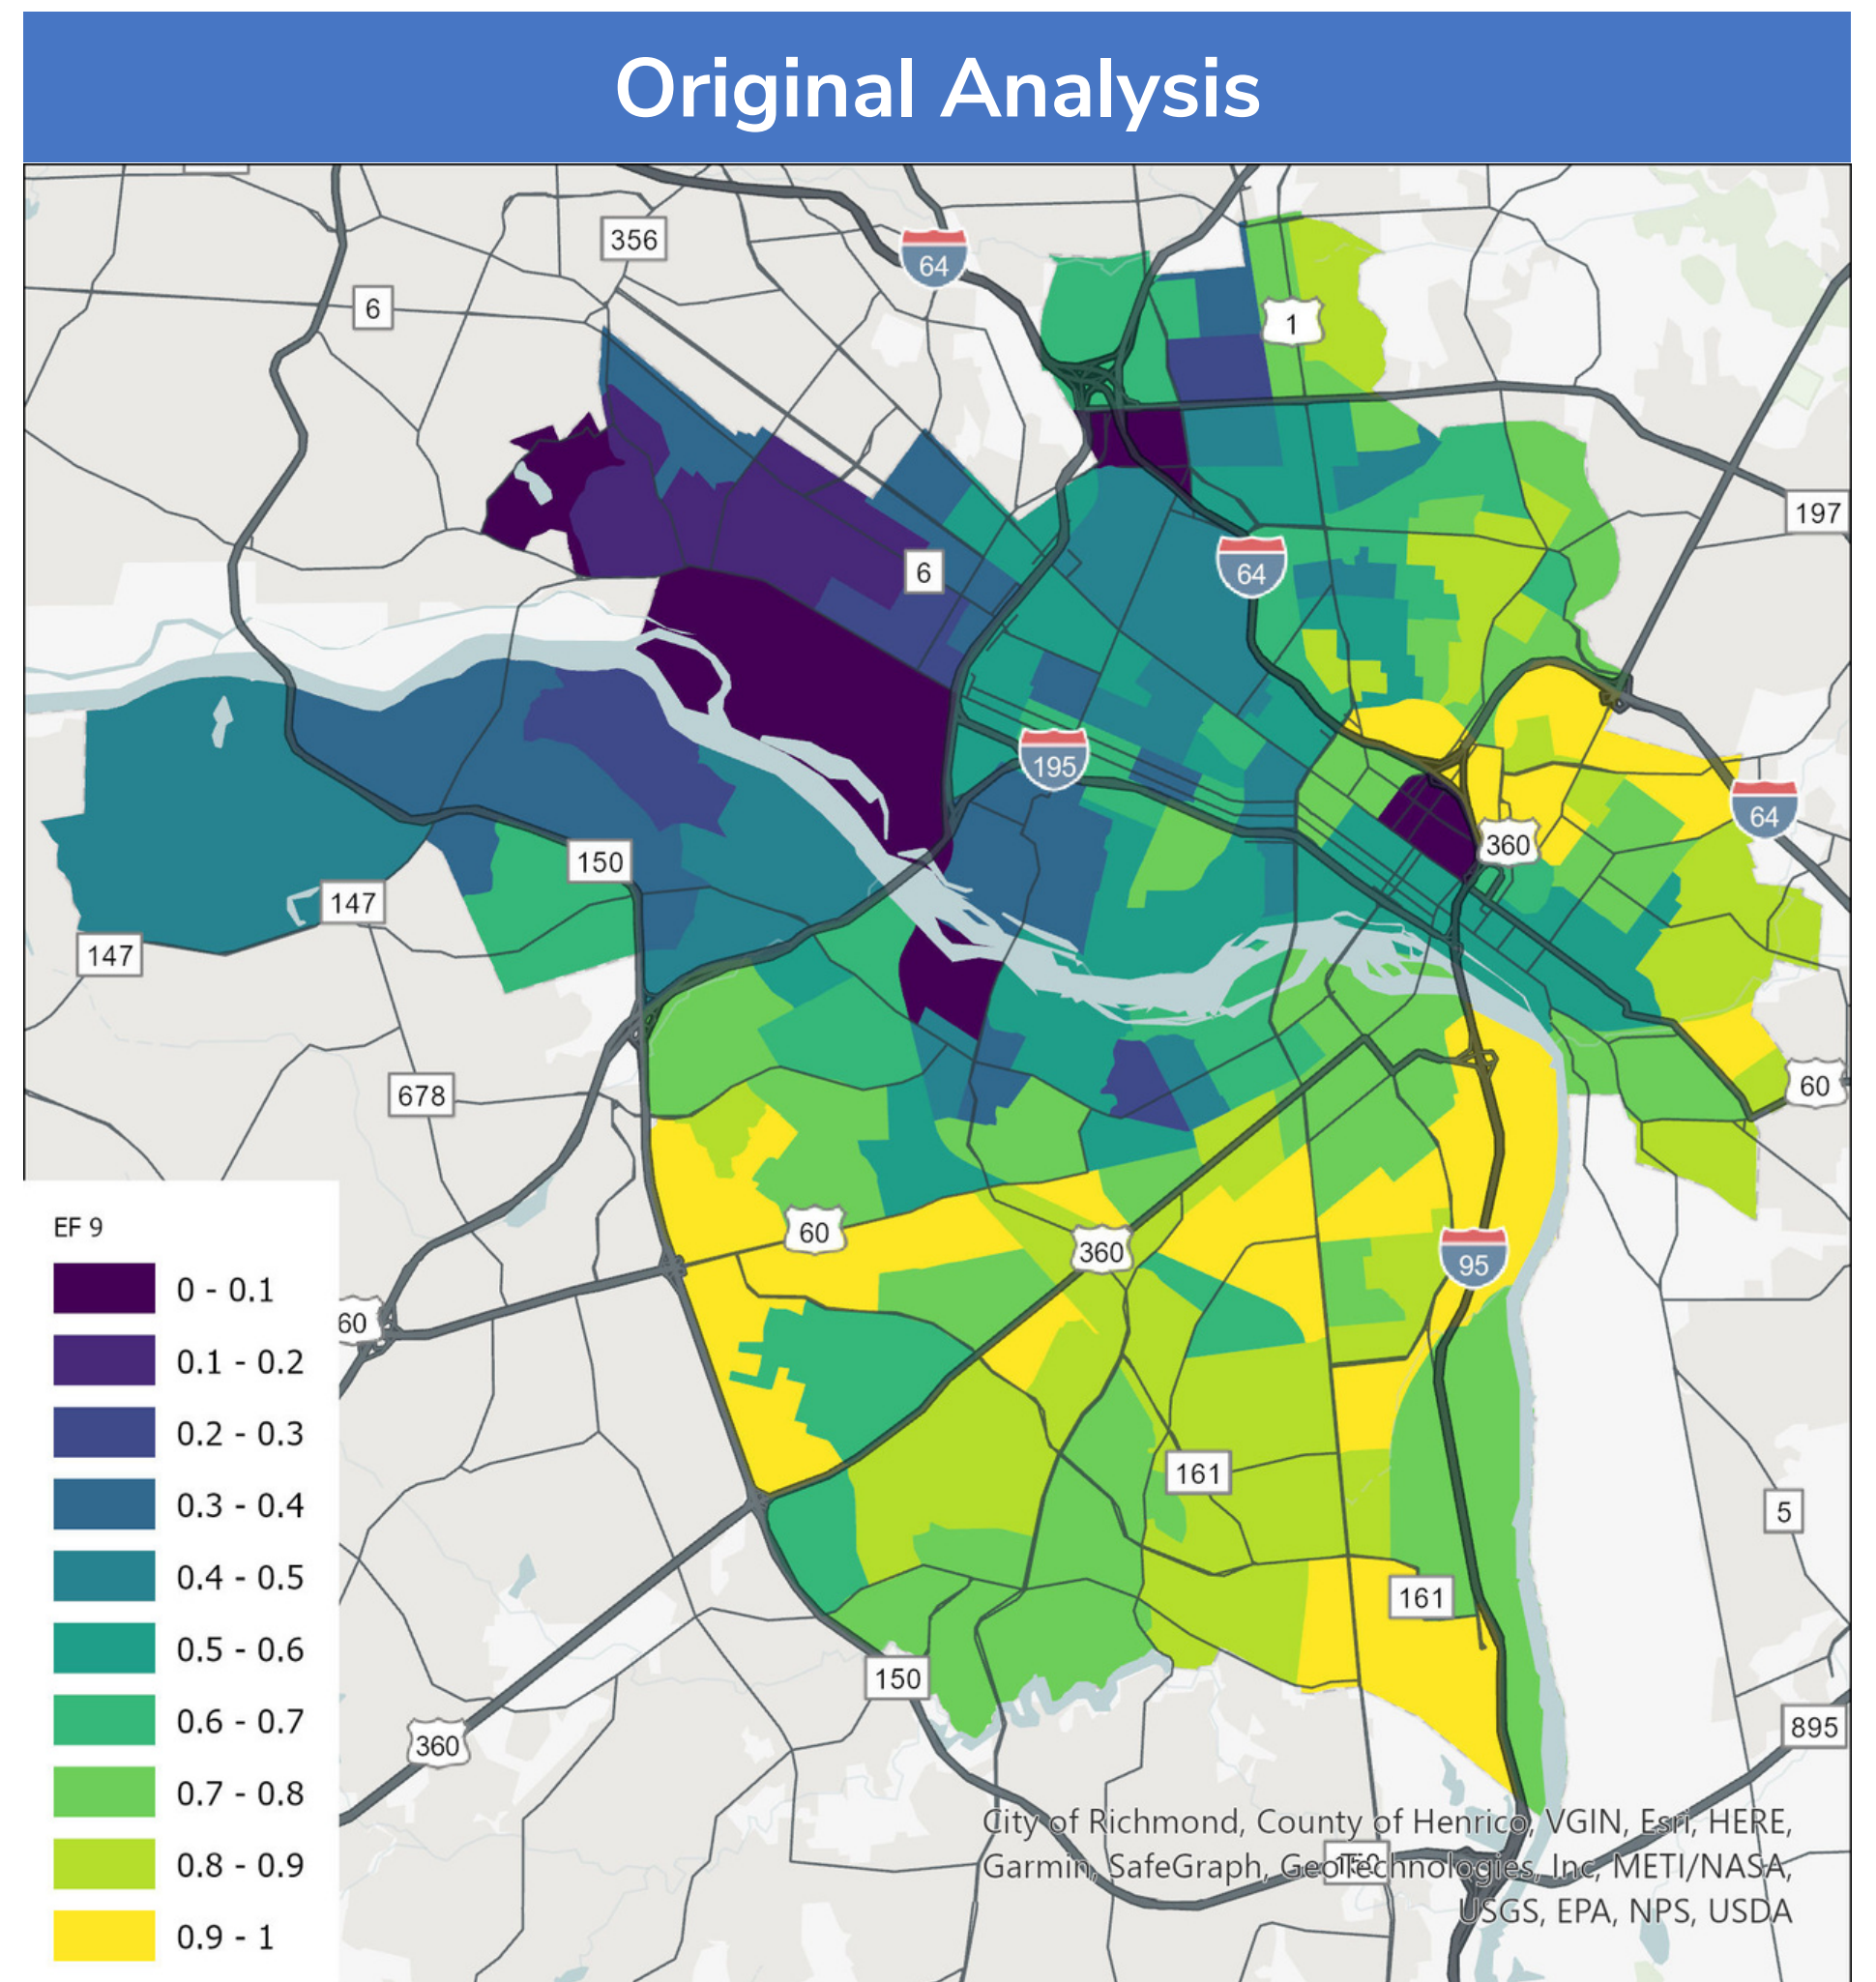 Original Analysis
356
64
6
1
197
6
64
195
64
360
150
147
147
60
678
60
360
95
60
161
5
161
150
360
895
EF 9
0 - 0.1
0.1 - 0.2
0.2 - 0.3
0.3 - 0.4
0.4 - 0.5
0.5 - 0.6
0.6 - 0.7
0.7 - 0.8
0.8 - 0.9
0.9 - 1
City of Richmond, County of Henrico, VGIN, Esri, HERE,
Garmin, SafeGraph, GeoTechnologies, Inc, METI/NASA,
USGS, EPA, NPS, USDA